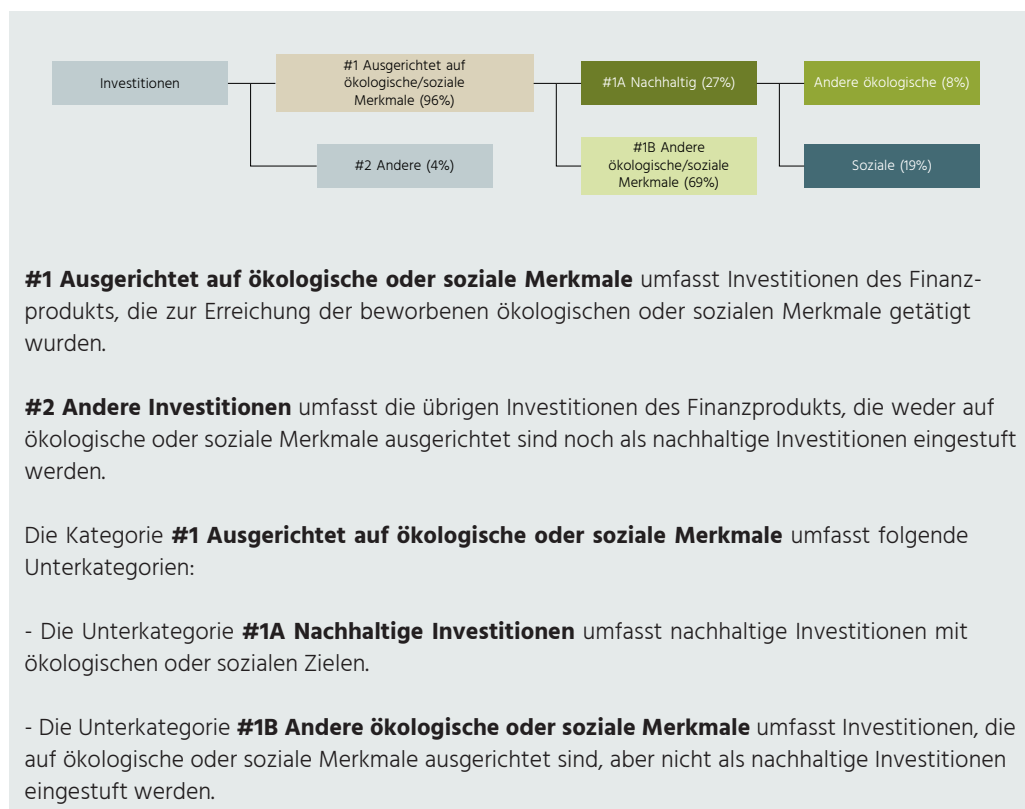 Investitionen
#1 Ausgerichtet auf
ökologische/soziale
Merkmale (96%)
#1A Nachhaltig (27%)
Andere ökologische (8%)
#2 Andere (4%)
#1B Andere
ökologische/soziale
Merkmale (69%)
Soziale (19%)
#1 Ausgerichtet auf ökologische oder soziale Merkmale umfasst Investitionen des Finanz-
produkts, die zur Erreichung der beworbenen ökologischen oder sozialen Merkmale getätigt
wurden.
#2 Andere Investitionen umfasst die übrigen Investitionen des Finanzprodukts, die weder auf
ökologische oder soziale Merkmale ausgerichtet sind noch als nachhaltige Investitionen eingestuft
werden.
Die Kategorie #1 Ausgerichtet auf ökologische oder soziale Merkmale umfasst folgende
Unterkategorien:
- Die Unterkategorie #1A Nachhaltige Investitionen umfasst nachhaltige Investitionen mit
ökologischen oder sozialen Zielen.
- Die Unterkategorie #1B Andere ökologische oder soziale Merkmale umfasst Investitionen, die
auf ökologische oder soziale Merkmale ausgerichtet sind, aber nicht als nachhaltige Investitionen
eingestuft werden.